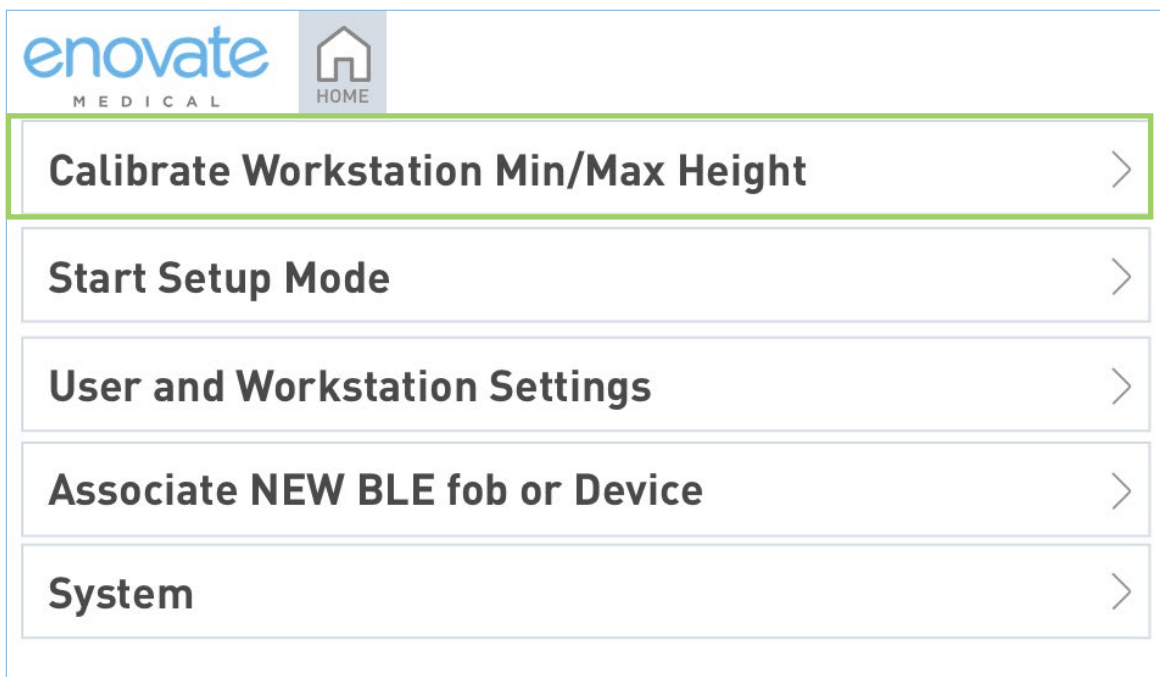 enovate
MEDICAL
HOME
Calibrate Workstation Min/Max Height
Start Setup Mode
User and Workstation Settings
Associate NEW BLE fob or Device
System